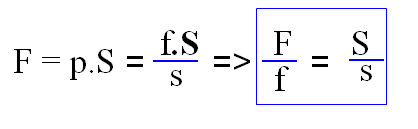 F = p.S = f.S/s => F/f = S/s